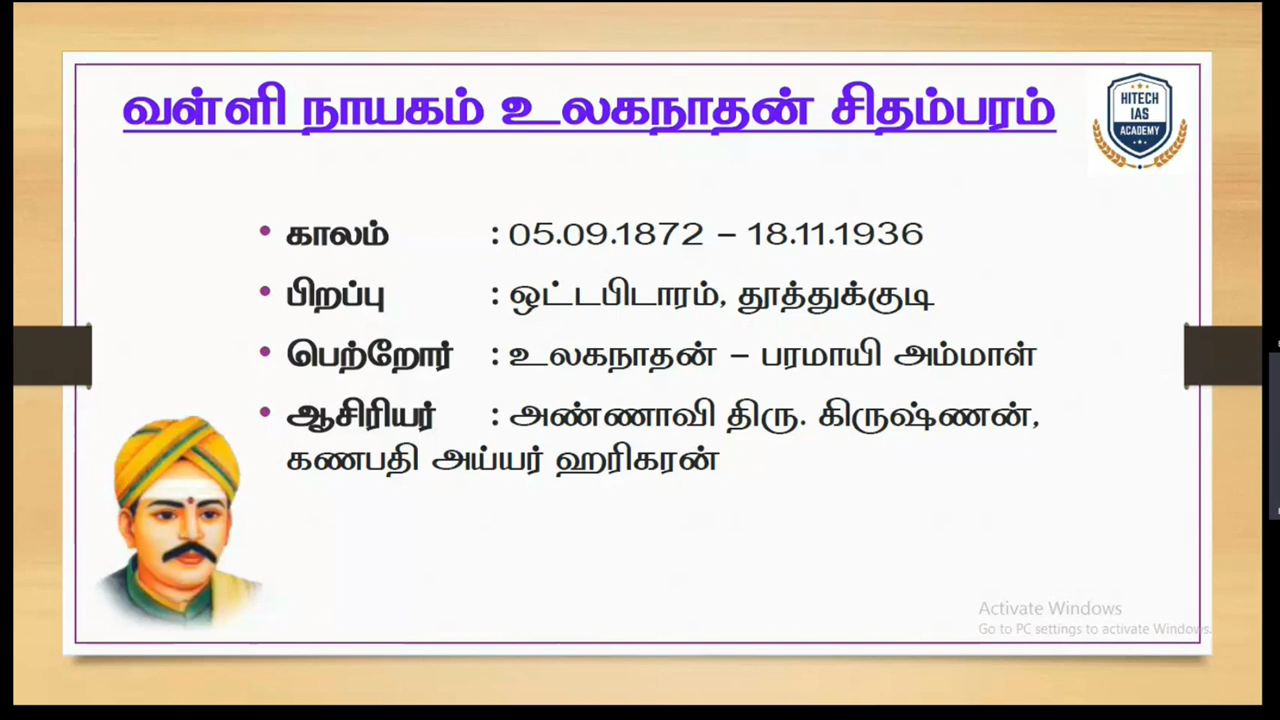 வள்ளி நாயகம் உலகநாதன் சிதம்பரம்
HITECH
IAS
ACADEMY
• காலம் : 05.09.1872 – 18.11.1936
• பிறப்பு : ஒட்டபிடாரம், தூத்துக்குடி
• பெற்றோர் : உலகநாதன் – பரமாயி அம்மாள்
• ஆசிரியர் : அண்ணாவி திரு. கிருஷ்ணன்,
கணபதி அய்யர் ஹரிகரன்
Activate Windows
Go to PC settings to activate Windows.